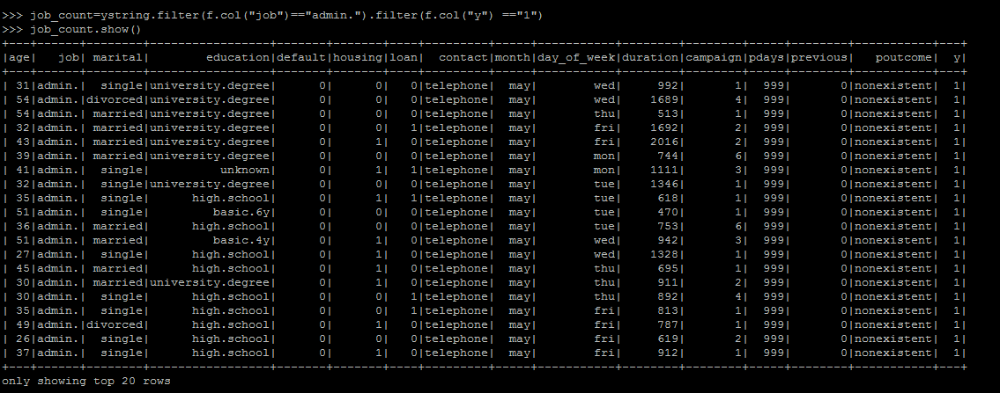 >>> job_count=ystring.filter(f.col("job")=="admin.").filter(f.col("y") =="1")
>>> job_count.show()
+---+------+--------+-----------------+-------+-------+----+---------+-----+-----------+--------+--------+-----+--------+-----------+---+
|age|   job| marital|        education|default|housing|loan|  contact|month|day_of_week|duration|campaign|pdays|previous|   poutcome|  y|
+---+------+--------+-----------------+-------+-------+----+---------+-----+-----------+--------+--------+-----+--------+-----------+---+
| 31|admin.|  single|university.degree|      0|      0|   0|telephone|  may|        wed|     992|       1|  999|       0|nonexistent|  1|
| 54|admin.|divorced|university.degree|      0|      0|   0|telephone|  may|        wed|    1689|       4|  999|       0|nonexistent|  1|
| 54|admin.| married|university.degree|      0|      0|   0|telephone|  may|        thu|     513|       1|  999|       0|nonexistent|  1|
| 32|admin.| married|university.degree|      0|      0|   1|telephone|  may|        fri|    1692|       2|  999|       0|nonexistent|  1|
| 43|admin.| married|university.degree|      0|      1|   0|telephone|  may|        fri|    2016|       2|  999|       0|nonexistent|  1|
| 39|admin.| married|university.degree|      0|      0|   0|telephone|  may|        mon|     744|       6|  999|       0|nonexistent|  1|
| 41|admin.|  single|          unknown|      0|      1|   1|telephone|  may|        mon|    1111|       3|  999|       0|nonexistent|  1|
| 32|admin.|  single|university.degree|      0|      0|   0|telephone|  may|        tue|    1346|       1|  999|       0|nonexistent|  1|
| 35|admin.|  single|      high.school|      0|      1|   1|telephone|  may|        tue|     618|       1|  999|       0|nonexistent|  1|
| 51|admin.|  single|         basic.6y|      0|      0|   0|telephone|  may|        tue|     470|       1|  999|       0|nonexistent|  1|
| 36|admin.| married|      high.school|      0|      0|   0|telephone|  may|        tue|     753|       6|  999|       0|nonexistent|  1|
| 51|admin.| married|         basic.4y|      0|      1|   0|telephone|  may|        wed|     942|       3|  999|       0|nonexistent|  1|
| 27|admin.|  single|      high.school|      0|      1|   0|telephone|  may|        wed|    1328|       1|  999|       0|nonexistent|  1|
| 45|admin.| married|      high.school|      0|      1|   0|telephone|  may|        thu|     695|       1|  999|       0|nonexistent|  1|
| 30|admin.| married|university.degree|      0|      1|   0|telephone|  may|        thu|     911|       2|  999|       0|nonexistent|  1|
| 30|admin.|  single|      high.school|      0|      0|   1|telephone|  may|        thu|     892|       4|  999|       0|nonexistent|  1|
| 35|admin.|  single|      high.school|      0|      0|   1|telephone|  may|        fri|     813|       1|  999|       0|nonexistent|  1|
| 49|admin.|divorced|      high.school|      0|      1|   0|telephone|  may|        fri|     787|       1|  999|       0|nonexistent|  1|
| 26|admin.|  single|      high.school|      0|      0|   0|telephone|  may|        fri|     619|       2|  999|       0|nonexistent|  1|
| 37|admin.|  single|      high.school|      0|      1|   0|telephone|  may|        fri|     912|       1|  999|       0|nonexistent|  1|
+---+------+--------+-----------------+-------+-------+----+---------+-----+-----------+--------+--------+-----+--------+-----------+---+
only showing top 20 rows